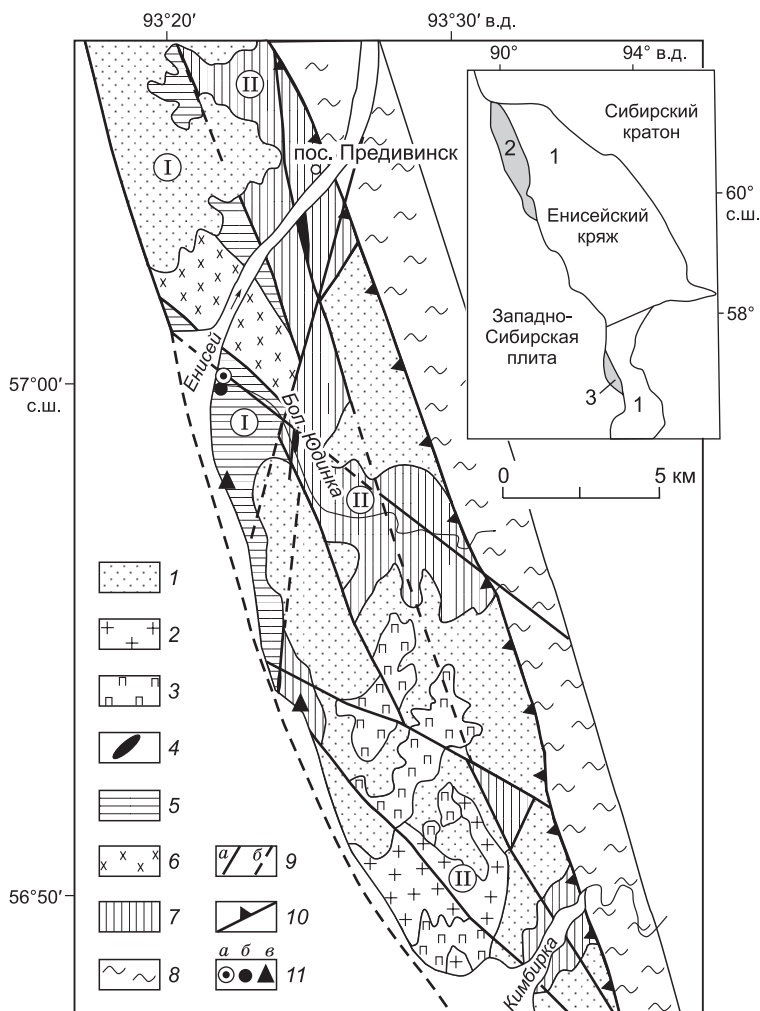 93°20′
93°30′ в.д.
90°
94° в.д.
II
I
пос. Предивинск
Сибирский
кратон
2
1
60°
с.ш.
Енисейский
кряж
58°
Западно-
Сибирская
плита
3
1
Енисей
57°00′
с.ш.
I
Бол. Юдинка
II
0
5 км
1
2
3
4
5
6
а
б
9
7
10
8
а
б
в
11
56°50′
II
Кимбирка